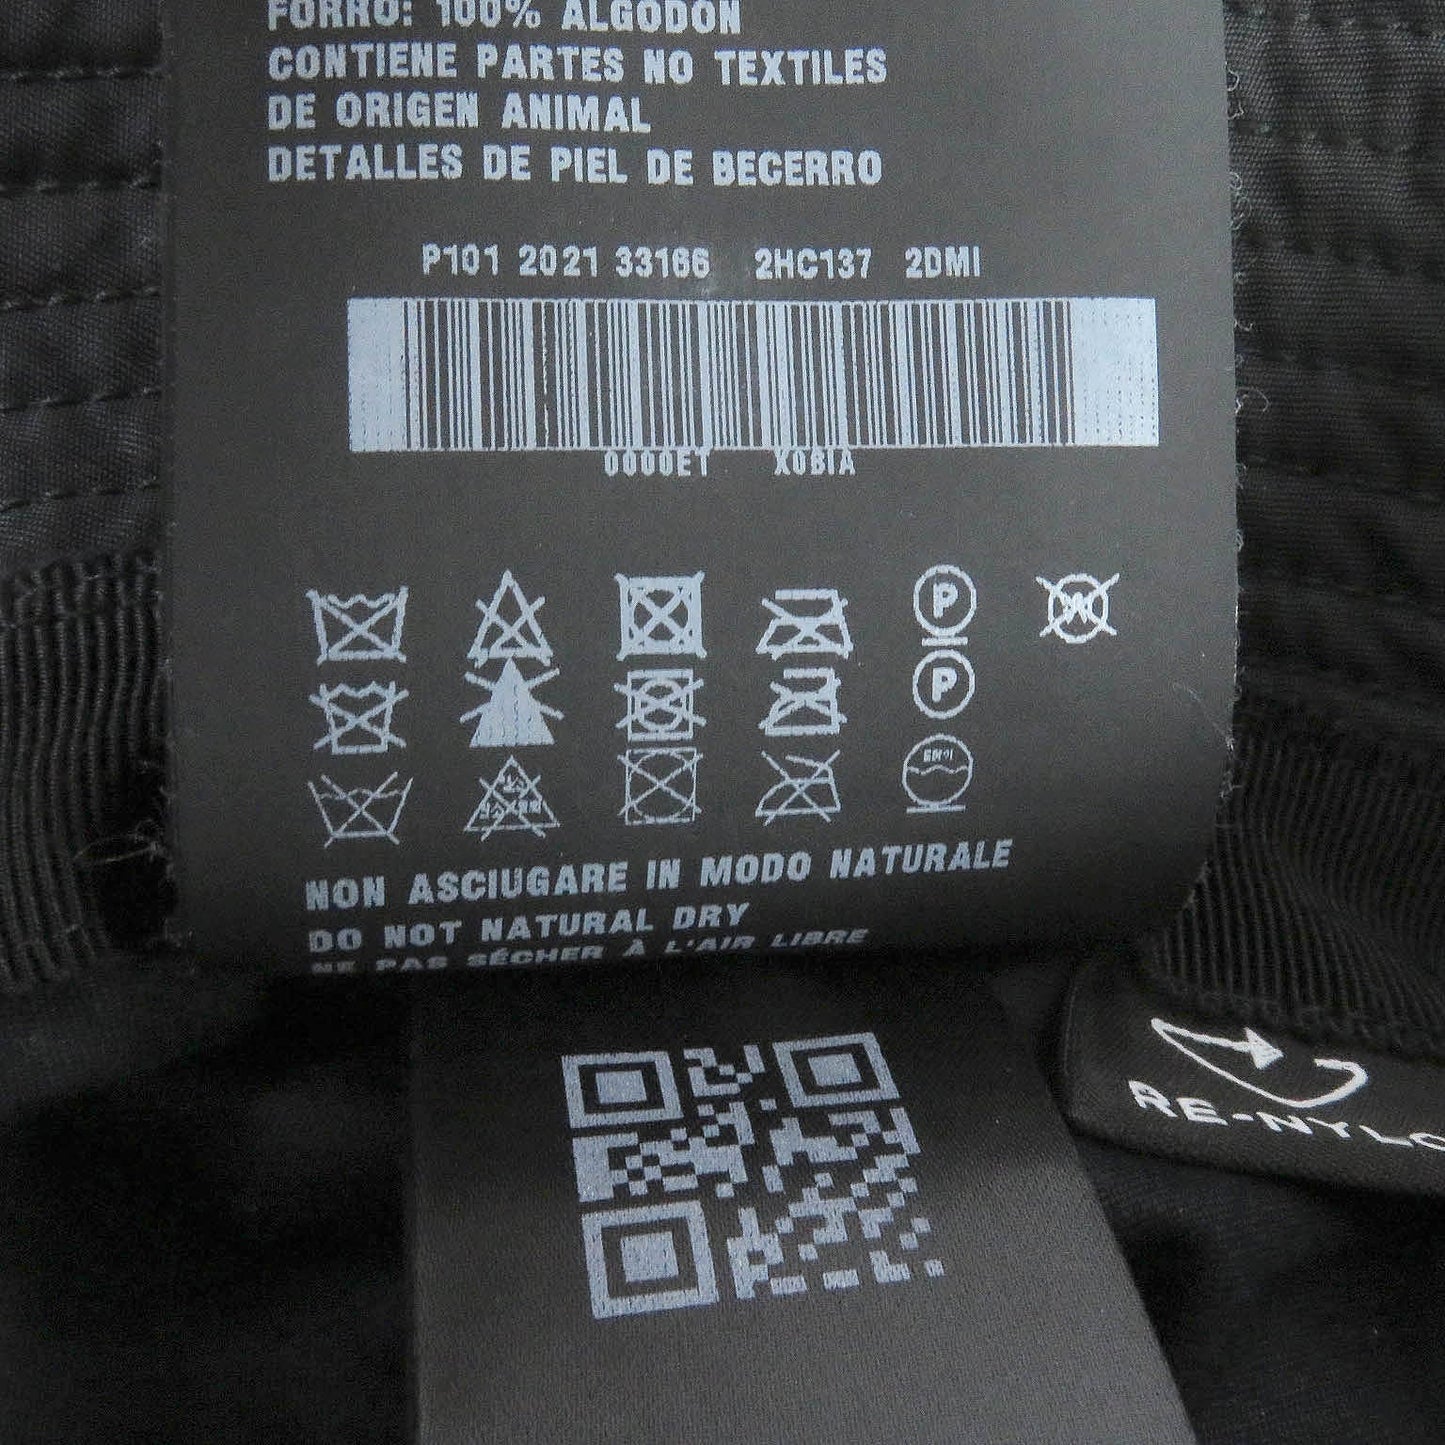 FORRO: 100% ALGODON
CONTIENE PARTES NO TEXTILES
DE ORIGEN ANIMAL
DETALLES DE PIEL DE BECERRO
P101 2021 33166 2HC137 2DMI
0000ET X08IA
P
W
P
NON ASCIUGARE IN MODO NATURALE
DO NOT NATURAL DRY
NE PAS SÉCHER À L'AIR LIBRE
RE-NYLO